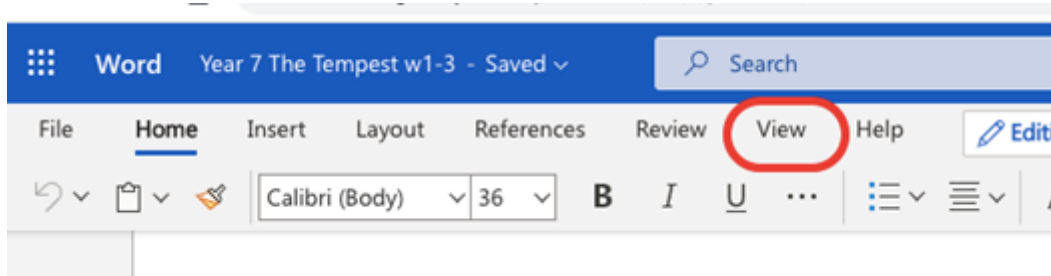 Word Year 7 The Tempest w1-3 - Saved Search
File Home Insert Layout References Review View Help
Calibri (Body) 36 B I U ...